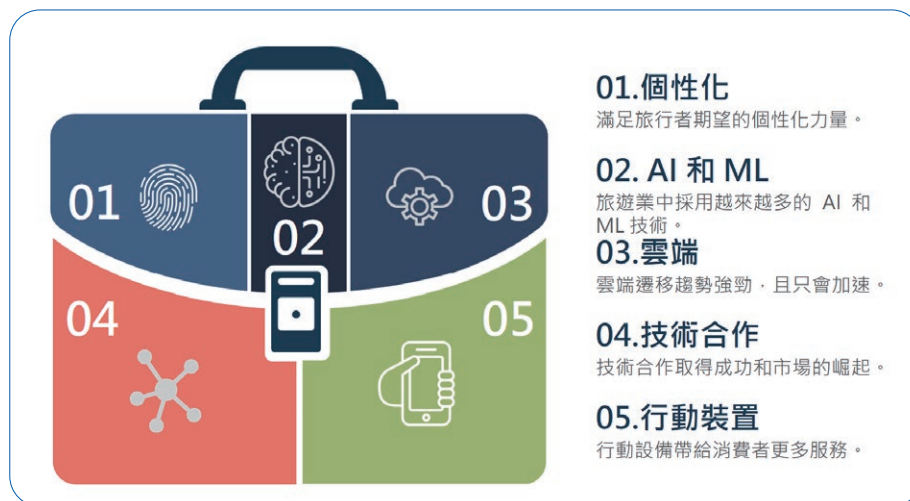 01
02
03
04
05
01.個性化
滿足旅行者期望的個性化力量。
02. AI 和 ML
旅遊業中採用越來越多的 AI 和
ML 技術。
03.雲端
雲端遷移趨勢強勁，且只會加速。
04.技術合作
技術合作取得成功和市場的崛起。
05.行動裝置
行動設備帶給消費者更多服務。